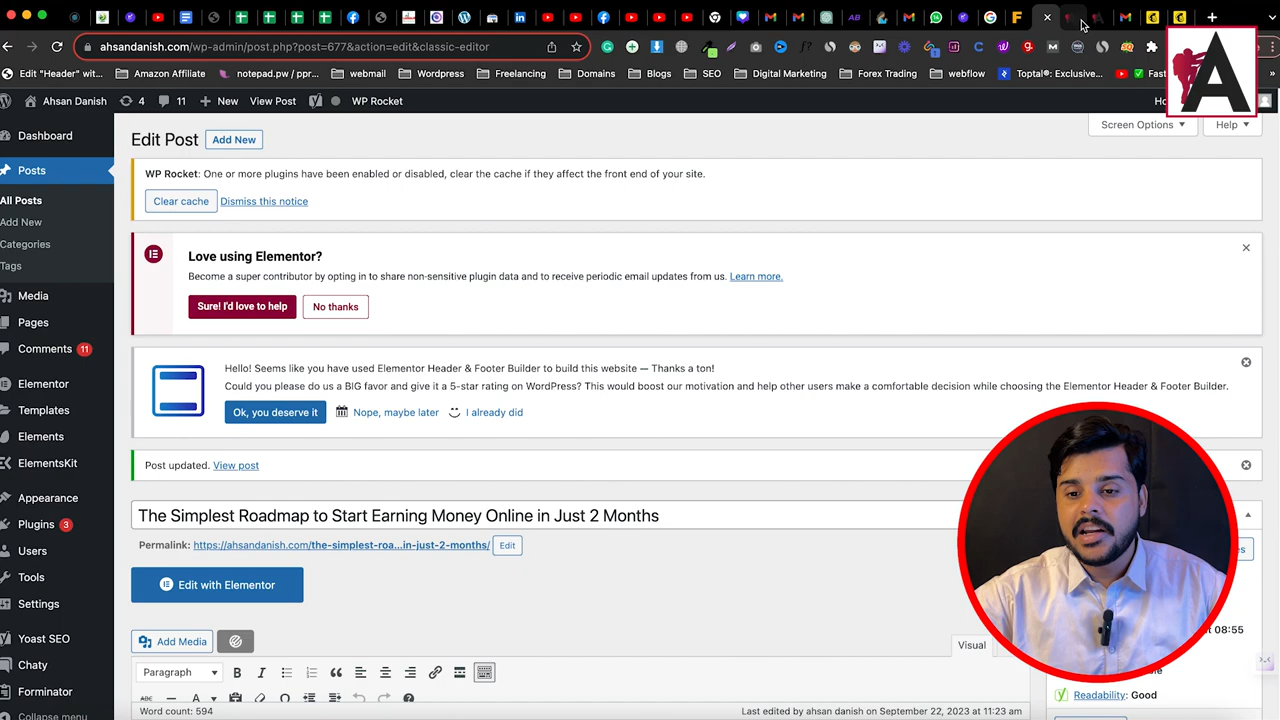 ahsandanish.com/wp-admin/post.php?post=677&action=edit&classic-editor
Edit "Header" wit...
Amazon Affiliate
notepad.pw / ppr...
webmail
Wordpress
Freelancing
Domains
Blogs
SEO
Digital Marketing
Forex Trading
webflow
Toptal®: Exclusive...
Ahsan Danish
4
11
New
View Post
WP Rocket
A
Dashboard
Posts
All Posts
Add New
Categories
Tags
Media
Pages
Comments 11
Elementor
Templates
Elements
ElementsKit
Appearance
Plugins 3
Users
Tools
Settings
Yoast SEO
Chaty
Forminator
Collapse menu
Screen Options
Help
Edit Post
Add New
WP Rocket: One or more plugins have been enabled or disabled, clear the cache if they affect the front end of your site.
Clear cache
Dismiss this notice
Love using Elementor?
Become a super contributor by opting in to share non-sensitive plugin data and to receive periodic email updates from us. Learn more.
Sure! I'd love to help
No thanks
Hello! Seems like you have used Elementor Header & Footer Builder to build this website — Thanks a ton!
Could you please do us a BIG favor and give it a 5-star rating on WordPress? This would boost our motivation and help other users make a comfortable decision while choosing the Elementor Header & Footer Builder.
Ok, you deserve it
Nope, maybe later
I already did
Post updated. View post
The Simplest Roadmap to Start Earning Money Online in Just 2 Months
Permalink: https://ahsandanish.com/the-simplest-roa...in-just-2-months/
Edit
Edit with Elementor
Add Media
Visual
Paragraph
Word count: 594
Last edited by ahsan danish on September 22, 2023 at 11:23 am
08:55
Readability: Good